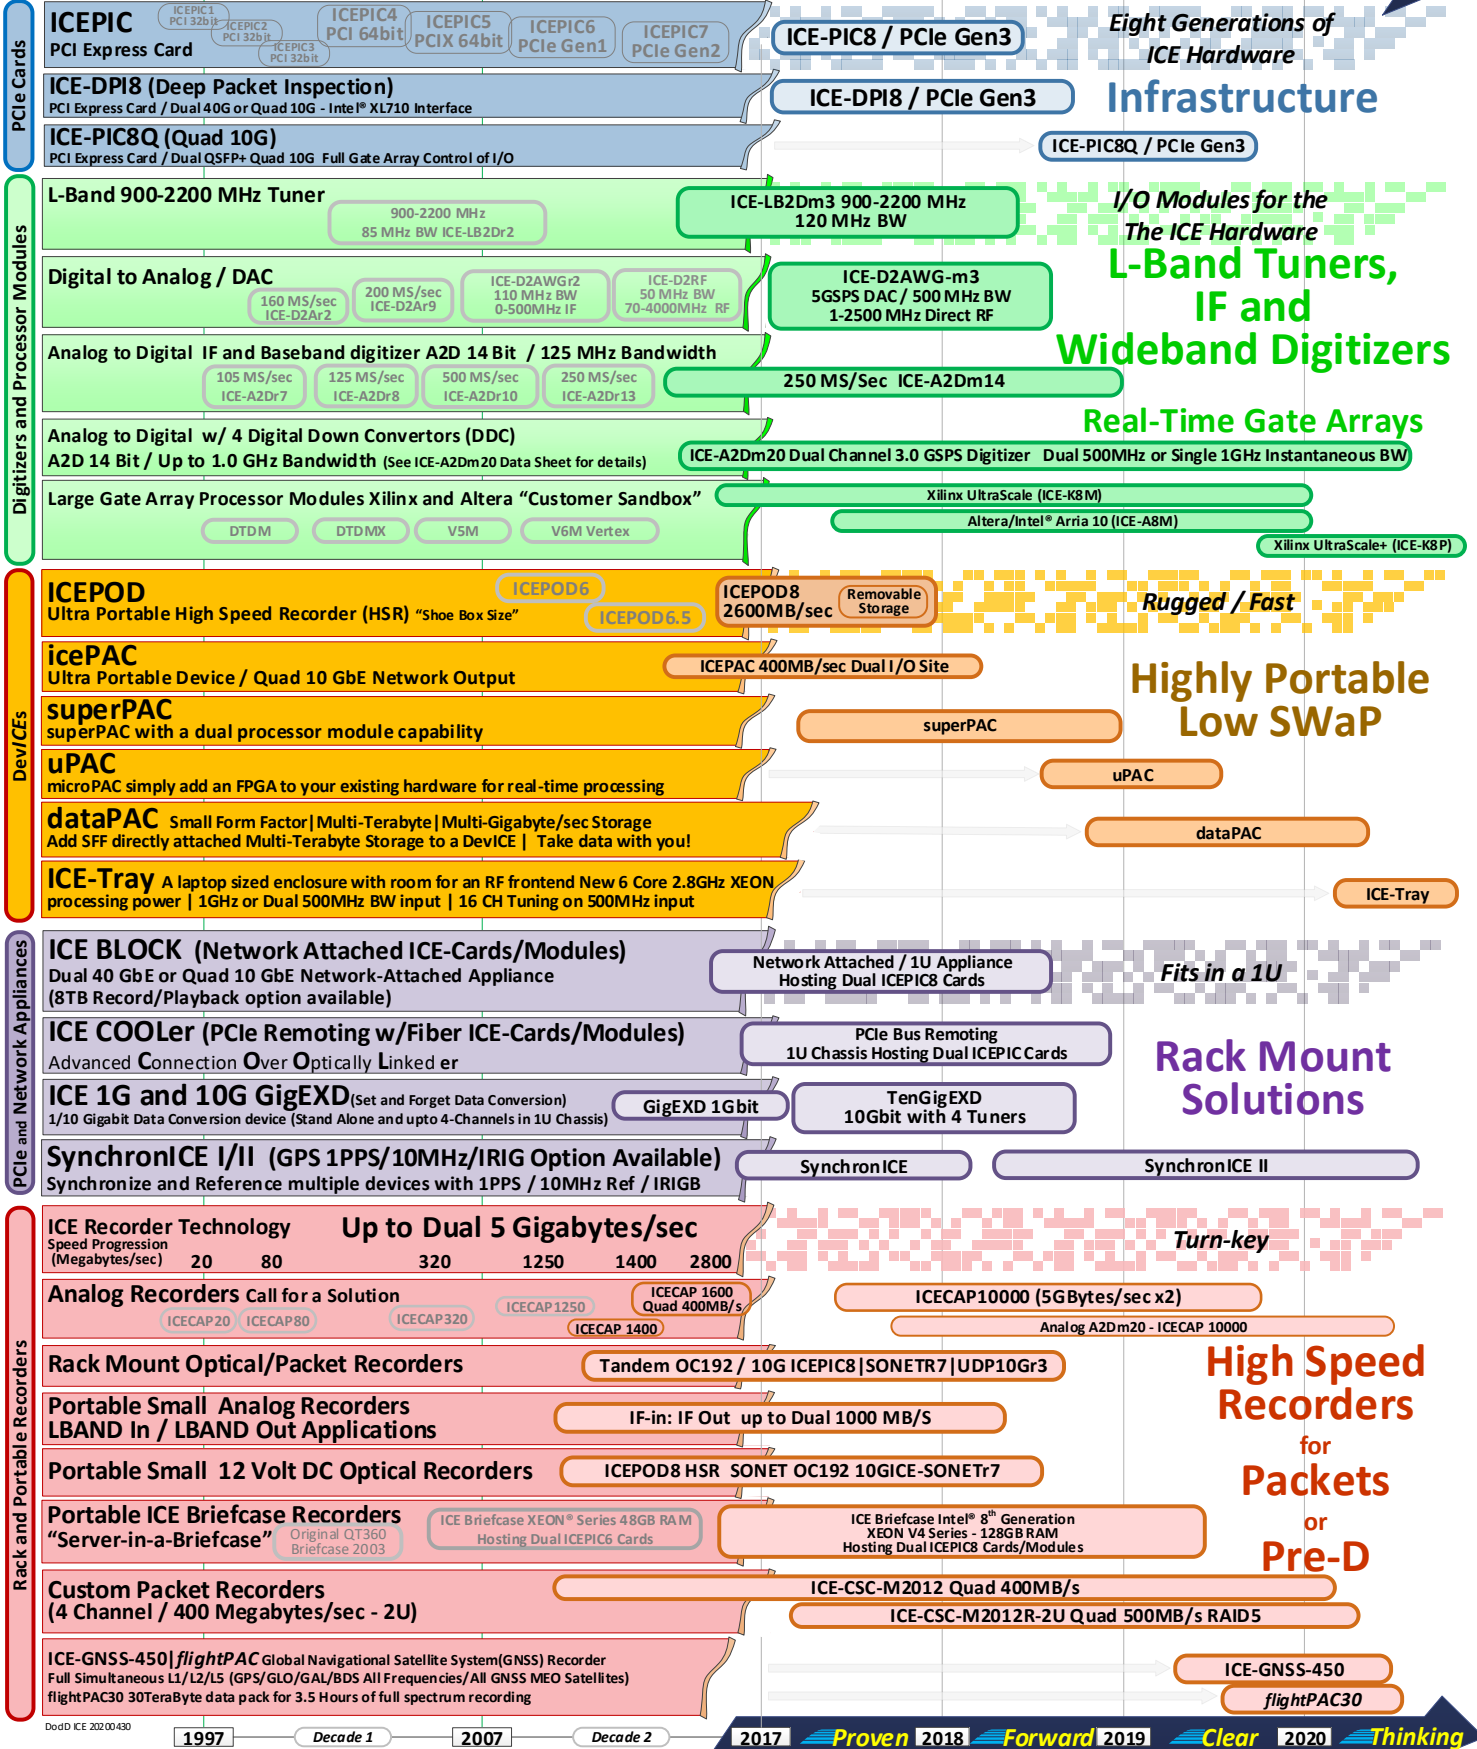 PCIe Cards
ICEPIC
PCI Express Card
ICEPIC1
PCI 32bit
ICEPIC2
PCI 32bit
ICEPIC3
PCI 32bit
ICEPIC4
PCI 64bit
ICEPIC5
PCIX 64bit
ICEPIC6
PCIe Gen1
ICEPIC7
PCIe Gen2
ICE-PIC8 / PCIe Gen3
Eight Generations of
ICE Hardware
Infrastructure
ICE-DPI8 (Deep Packet Inspection)
PCI Express Card / Dual 40G or Quad 10G - Intel® XL710 Interface
ICE-DPI8 / PCIe Gen3
ICE-PIC8Q (Quad 10G)
PCI Express Card / Dual QSFP+ Quad 10G Full Gate Array Control of I/O
ICE-PIC8Q / PCIe Gen3
Digitizers and Processor Modules
L-Band 900-2200 MHz Tuner
900-2200 MHz
85 MHz BW ICE-LB2Dr2
ICE-LB2Dm3 900-2200 MHz
120 MHz BW
I/O Modules for the
The ICE Hardware
L-Band Tuners,
IF and
Wideband Digitizers
Digital to Analog / DAC
160 MS/sec
ICE-D2Ar2
200 MS/sec
ICE-D2Ar9
ICE-D2AWGr2
110 MHz BW
0-500MHz IF
ICE-D2RF
50 MHz BW
70-4000MHz RF
ICE-D2AWG-m3
5GSPS DAC / 500 MHz BW
1-2500 MHz Direct RF
Analog to Digital IF and Baseband digitizer A2D 14 Bit / 125 MHz Bandwidth
105 MS/sec
ICE-A2Dr7
125 MS/sec
ICE-A2Dr8
500 MS/sec
ICE-A2Dr10
250 MS/sec
ICE-A2Dr13
250 MS/Sec ICE-A2Dm14
Real-Time Gate Arrays
Analog to Digital w/ 4 Digital Down Convertors (DDC)
A2D 14 Bit / Up to 1.0 GHz Bandwidth (See ICE-A2Dm20 Data Sheet for details)
ICE-A2Dm20 Dual Channel 3.0 GSPS Digitizer Dual 500MHz or Single 1GHz Instantaneous BW
Large Gate Array Processor Modules Xilinx and Altera “Customer Sandbox”
DTDM
DTDMX
V5M
V6M Vertex
Xilinx UltraScale (ICE-K8M)
Altera/Intel® Arria 10 (ICE-A8M)
Xilinx UltraScale+ (ICE-K8P)
DevICEs
ICEPOD
Ultra Portable High Speed Recorder (HSR) “Shoe Box Size”
ICEPOD6
ICEPOD6.5
ICEPOD8
2600MB/sec
Removable
Storage
Rugged / Fast
icePAC
Ultra Portable Device / Quad 10 GbE Network Output
ICEPAC 400MB/sec Dual I/O Site
Highly Portable
Low SWaP
superPAC
superPAC with a dual processor module capability
superPAC
uPAC
microPAC simply add an FPGA to your existing hardware for real-time processing
uPAC
dataPAC Small Form Factor|Multi-Terabyte|Multi-Gigabyte/sec Storage
Add SFF directly attached Multi-Terabyte Storage to a DevICE | Take data with you!
dataPAC
ICE-Tray A laptop sized enclosure with room for an RF frontend New 6 Core 2.8GHz XEON
processing power | 1GHz or Dual 500MHz BW input | 16 CH Tuning on 500MHz input
ICE-Tray
PCIe and Network Appliances
ICE BLOCK (Network Attached ICE-Cards/Modules)
Dual 40 GbE or Quad 10 GbE Network-Attached Appliance
(8TB Record/Playback option available)
Network Attached / 1U Appliance
Hosting Dual ICEPIC8 Cards
Fits in a 1U
ICE COOLer (PCIe Remoting w/Fiber ICE-Cards/Modules)
Advanced Connection Over Optically Linked er
PCIe Bus Remoting
1U Chassis Hosting Dual ICEPIC Cards
Rack Mount
Solutions
ICE 1G and 10G GigEXD(Set and Forget Data Conversion)
1/10 Gigabit Data Conversion device (Stand Alone and upto 4-Channels in 1U Chassis)
GigEXD 1Gbit
TenGigEXD
10Gbit with 4 Tuners
SynchronICE I/II (GPS 1PPS/10MHz/IRIG Option Available)
Synchronize and Reference multiple devices with 1PPS / 10MHz Ref / IRIGB
SynchronICE
SynchronICE II
Rack and Portable Recorders
ICE Recorder Technology
Up to Dual 5 Gigabytes/sec
Speed Progression
(Megabytes/sec)
20 80 320 1250 1400 2800
Turn-key
Analog Recorders Call for a Solution
ICECAP20
ICECAP80
ICECAP320
ICECAP1250
ICECAP 1400
ICECAP 1600
Quad 400MB/s
ICECAP10000 (5GBytes/sec x2)
Analog A2Dm20 - ICECAP 10000
Rack Mount Optical/Packet Recorders
Tandem OC192 / 10G ICEPIC8|SONETR7|UDP10Gr3
High Speed
Recorders
for
Packets
or
Pre-D
Portable Small Analog Recorders
LBAND In / LBAND Out Applications
IF-in: IF Out up to Dual 1000 MB/S
Portable Small 12 Volt DC Optical Recorders
ICEPOD8 HSR SONET OC192 10GICE-SONETr7
Portable ICE Briefcase Recorders
“Server-in-a-Briefcase”
Original QT360
Briefcase 2003
ICE Briefcase XEON® Series 48GB RAM
Hosting Dual ICEPIC6 Cards
ICE Briefcase Intel® 8th Generation
XEON V4 Series - 128GB RAM
Hosting Dual ICEPIC8 Cards/Modules
Custom Packet Recorders
(4 Channel / 400 Megabytes/sec - 2U)
ICE-CSC-M2012 Quad 400MB/s
ICE-CSC-M2012R-2U Quad 500MB/s RAID5
ICE-GNSS-450|flightPAC Global Navigational Satellite System(GNSS) Recorder
Full Simultaneous L1/L2/L5 (GPS/GLO/GAL/BDS All Frequencies/All GNSS MEO Satellites)
flightPAC30 30TeraByte data pack for 3.5 Hours of full spectrum recording
ICE-GNSS-450
flightPAC30
DodD ICE 20200430
1997 Decade 1 2007 Decade 2 2017 Proven 2018 Forward 2019 Clear 2020 Thinking